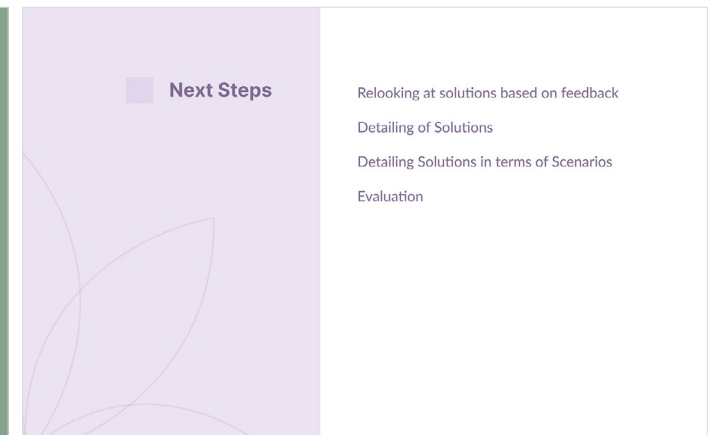 Next Steps
Relooking at solutions based on feedback
Detailing of Solutions
Detailing Solutions in terms of Scenarios
Evaluation